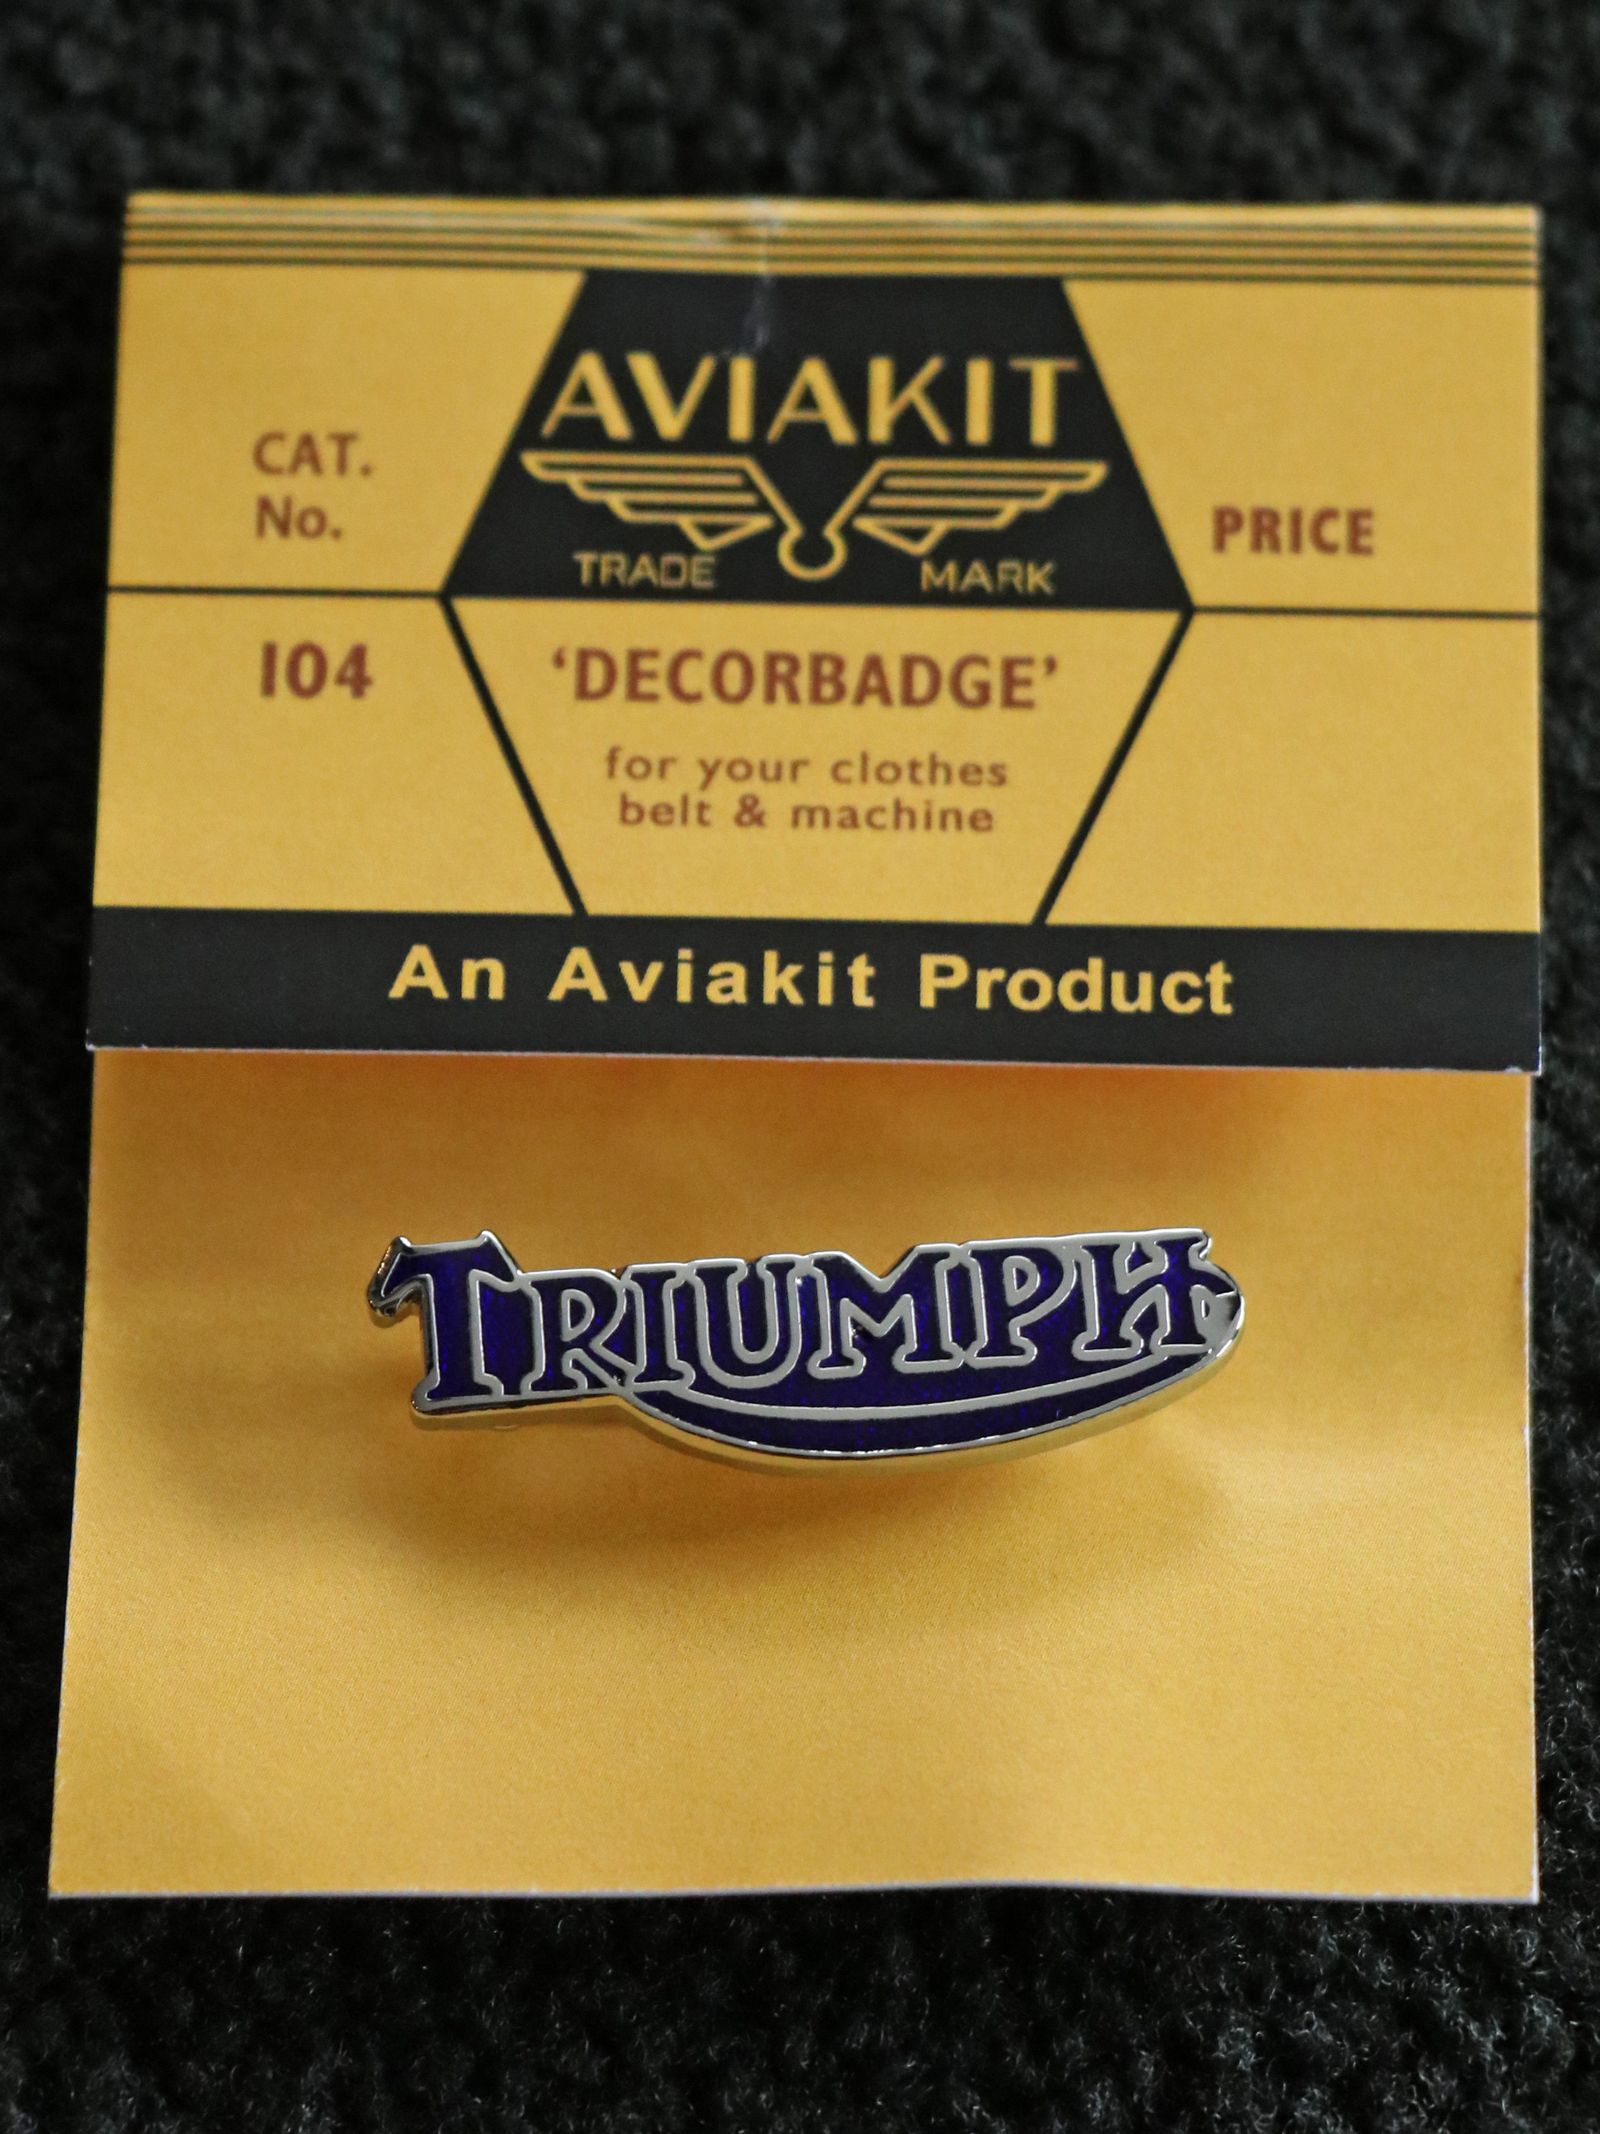 AVIAKIT
TRADE MARK
CAT.
No.
PRICE
104
'DECORBADGE'
for your clothes
belt & machine
An Aviakit Product
TRIUMPH